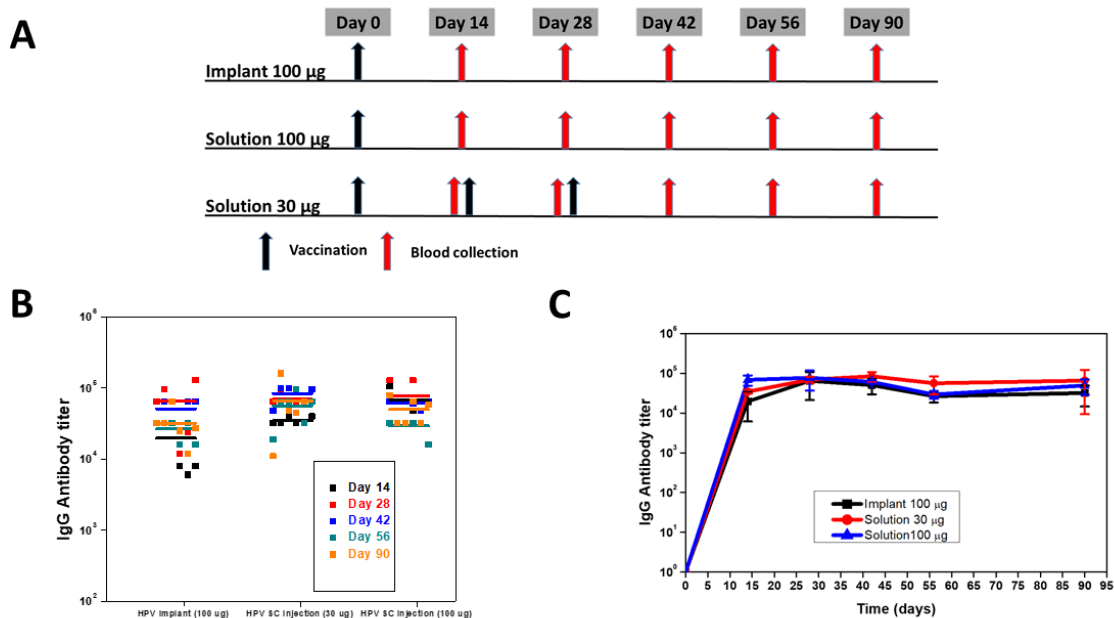 A
Day 0 Day 14 Day 28 Day 42 Day 56 Day 90
Implant 100 µg
Solution 100 µg
Solution 30 µg
Vaccination Blood collection
B
IgG Antibody titer
10^6
10^5
10^4
10^3
10^2
Day 14
Day 28
Day 42
Day 56
Day 90
HPV Implant (100 ug) HPV SC Injection (30 ug) HPV SC Injection (100 ug)
C
IgG Antibody titer
10^6
10^5
10^4
10^3
10^2
10^1
10^0
Implant 100 µg
Solution 30 µg
Solution100 µg
0 5 10 15 20 25 30 35 40 45 50 55 60 65 70 75 80 85 90 95
Time (days)